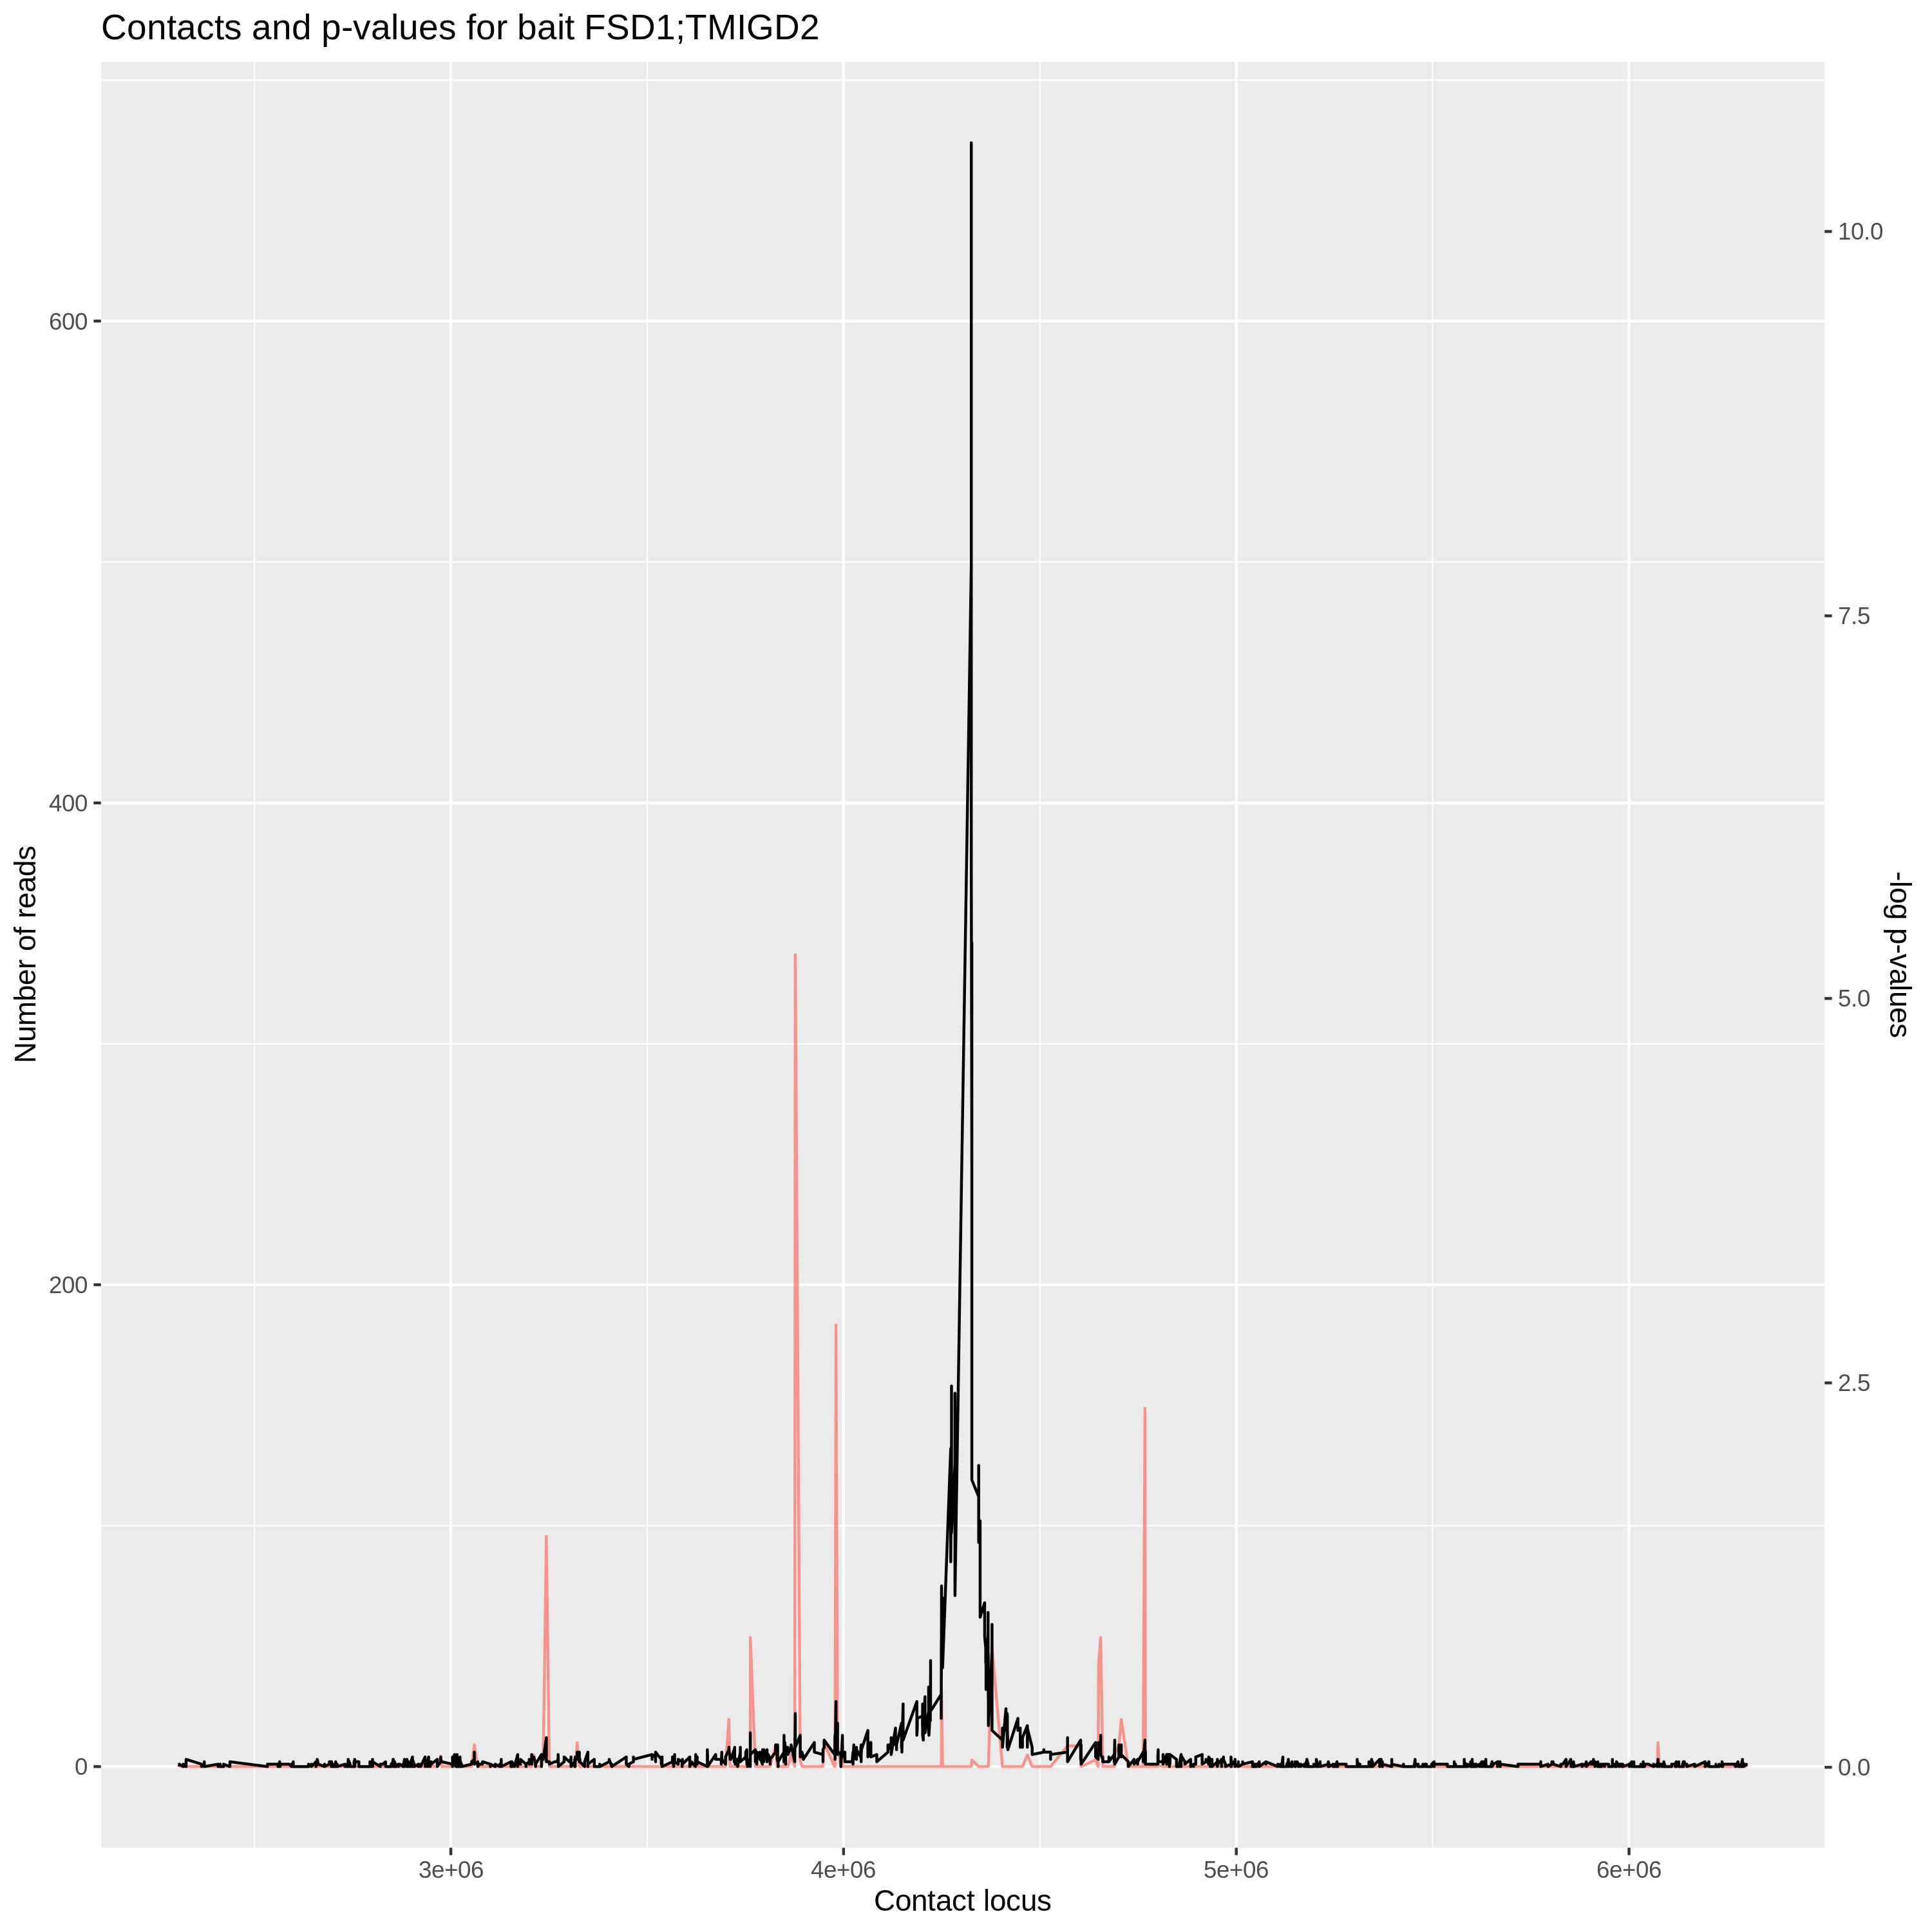 Contacts and p-values for bait FSD1;TMIGD2
10.0
600
7.5
400
Number of reads
-log p-values
5.0
200
2.5
0
0.0
3e+06
4e+06
5e+06
6e+06
Contact locus